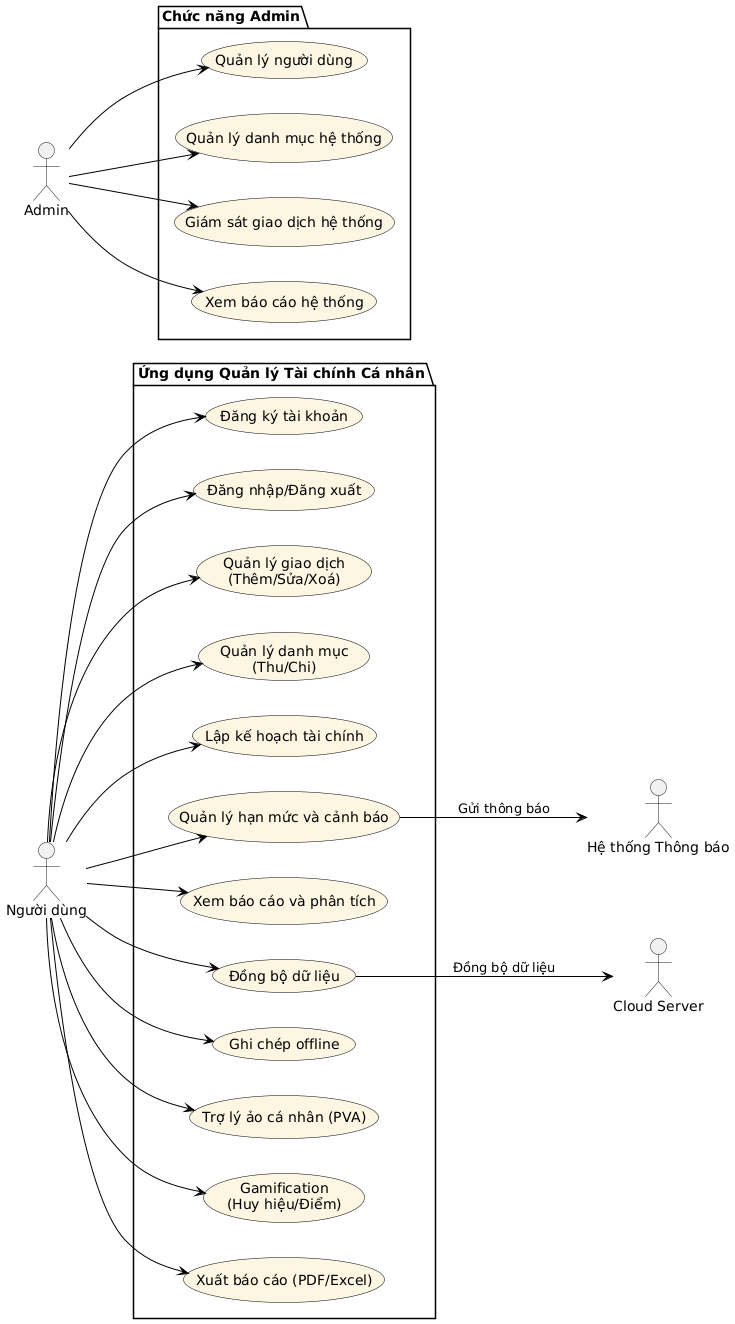 Chức năng Admin
Quản lý người dùng
Quản lý danh mục hệ thống
Giám sát giao dịch hệ thống
Xem báo cáo hệ thống
Admin
Ứng dụng Quản lý Tài chính Cá nhân
Đăng ký tài khoản
Đăng nhập/Đăng xuất
Quản lý giao dịch
(Thêm/Sửa/Xoá)
Quản lý danh mục
(Thu/Chi)
Lập kế hoạch tài chính
Quản lý hạn mức và cảnh báo
Gửi thông báo
Hệ thống Thông báo
Xem báo cáo và phân tích
Người dùng
Đồng bộ dữ liệu
Đồng bộ dữ liệu
Cloud Server
Ghi chép offline
Trợ lý ảo cá nhân (PVA)
Gamification
(Huy hiệu/Điểm)
Xuất báo cáo (PDF/Excel)